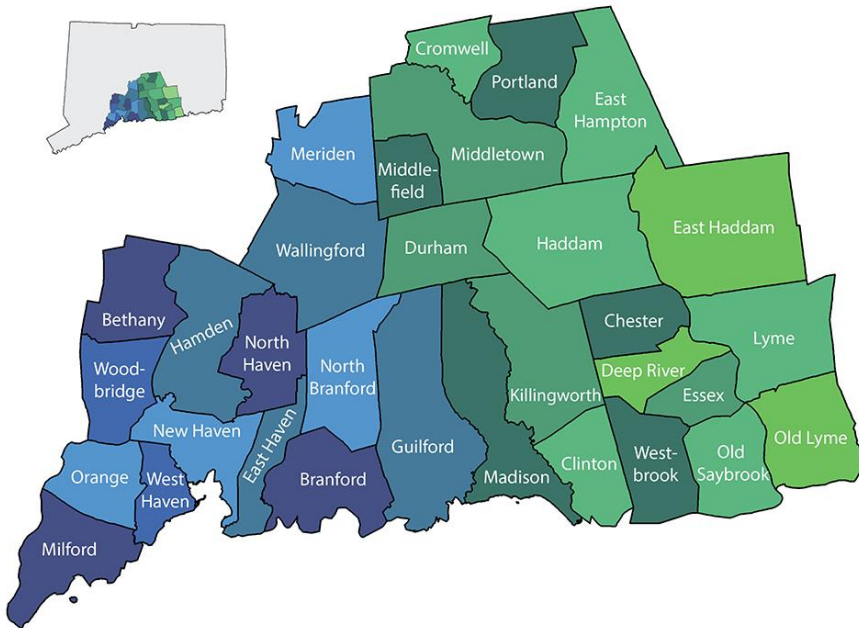 Cromwell
Portland
East
Hampton
Meriden
Middletown
Middle-
field
Wallingford
Durham
Haddam
East Haddam
Bethany
Hamden
North
Haven
North
Branford
Chester
Lyme
Wood-
bridge
Killingworth
Deep River
Essex
New Haven
East Haven
Guilford
Old Lyme
Orange
West
Haven
Branford
Madison
Clinton
West-
brook
Old
Saybrook
Milford